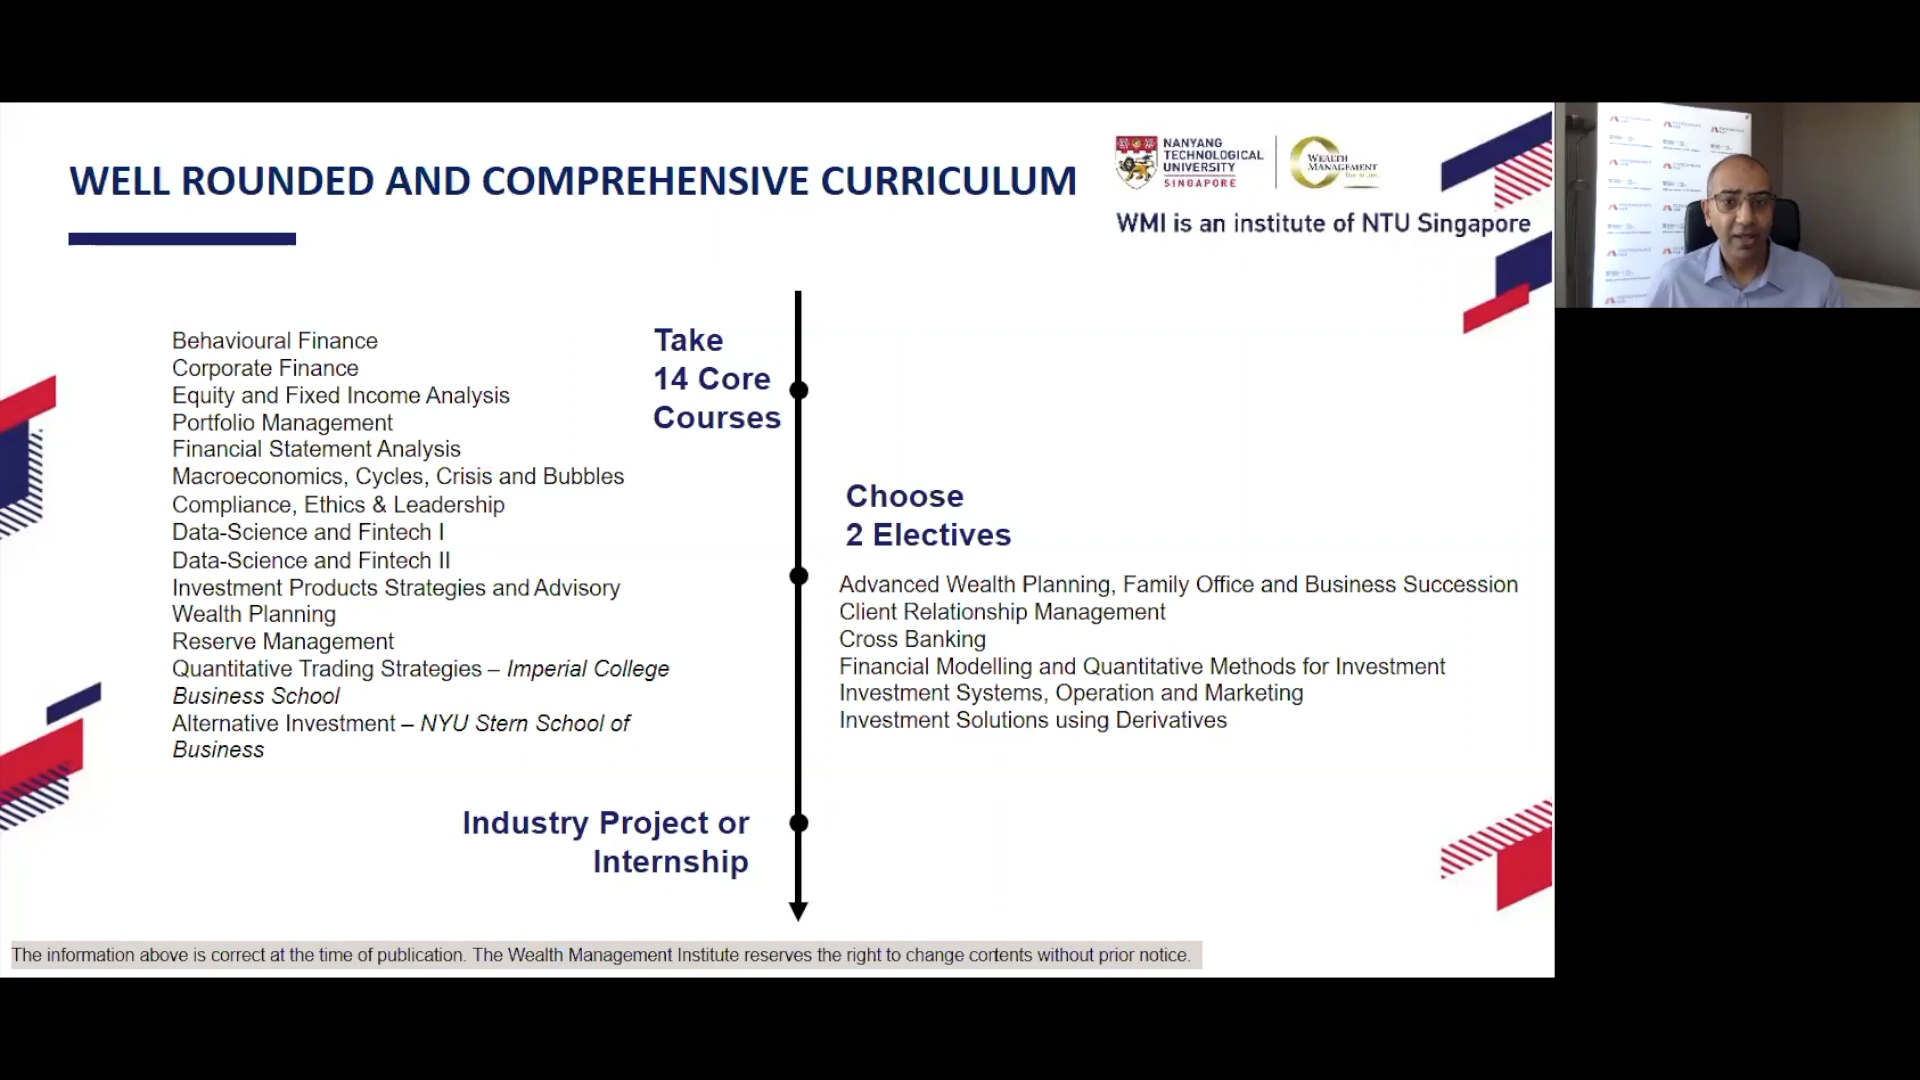 WELL ROUNDED AND COMPREHENSIVE CURRICULUM
NANYANG
TECHNOLOGICAL
UNIVERSITY
SINGAPORE
WEALTH
MANAGEMENT
WMI is an institute of NTU Singapore
Take
14 Core
Courses
Behavioural Finance
Corporate Finance
Equity and Fixed Income Analysis
Portfolio Management
Financial Statement Analysis
Macroeconomics, Cycles, Crisis and Bubbles
Compliance, Ethics & Leadership
Data-Science and Fintech I
Data-Science and Fintech II
Investment Products Strategies and Advisory
Wealth Planning
Reserve Management
Quantitative Trading Strategies – Imperial College
Business School
Alternative Investment – NYU Stern School of
Business
Choose
2 Electives
Advanced Wealth Planning, Family Office and Business Succession
Client Relationship Management
Cross Banking
Financial Modelling and Quantitative Methods for Investment
Investment Systems, Operation and Marketing
Investment Solutions using Derivatives
Industry Project or
Internship
The information above is correct at the time of publication. The Wealth Management Institute reserves the right to change contents without prior notice.